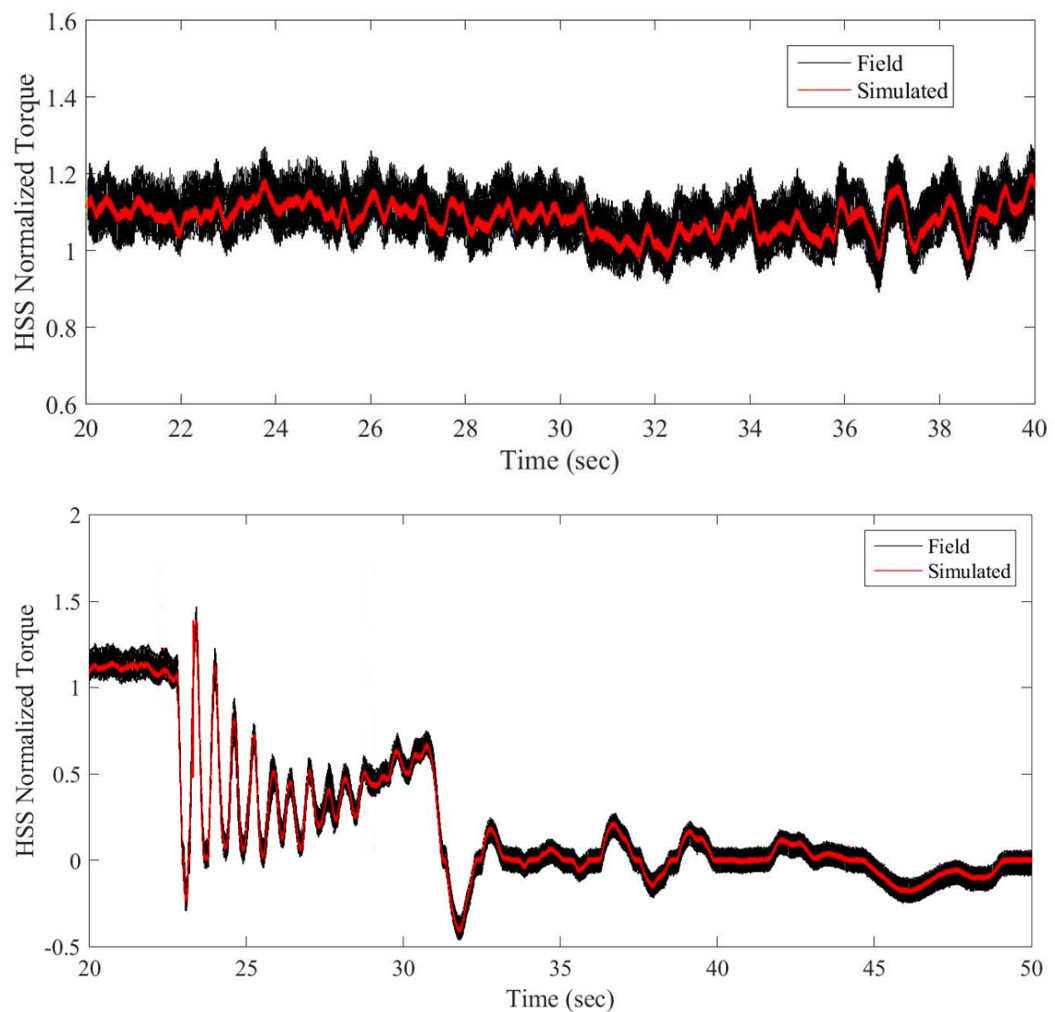 1.6
1.4
1.2
1
0.8
0.6
HSS Normalized Torque
Field
Simulated
20 22 24 26 28 30 32 34 36 38 40
Time (sec)
2
1.5
1
0.5
0
-0.5
HSS Normalized Torque
Field
Simulated
20 25 30 35 40 45 50
Time (sec)